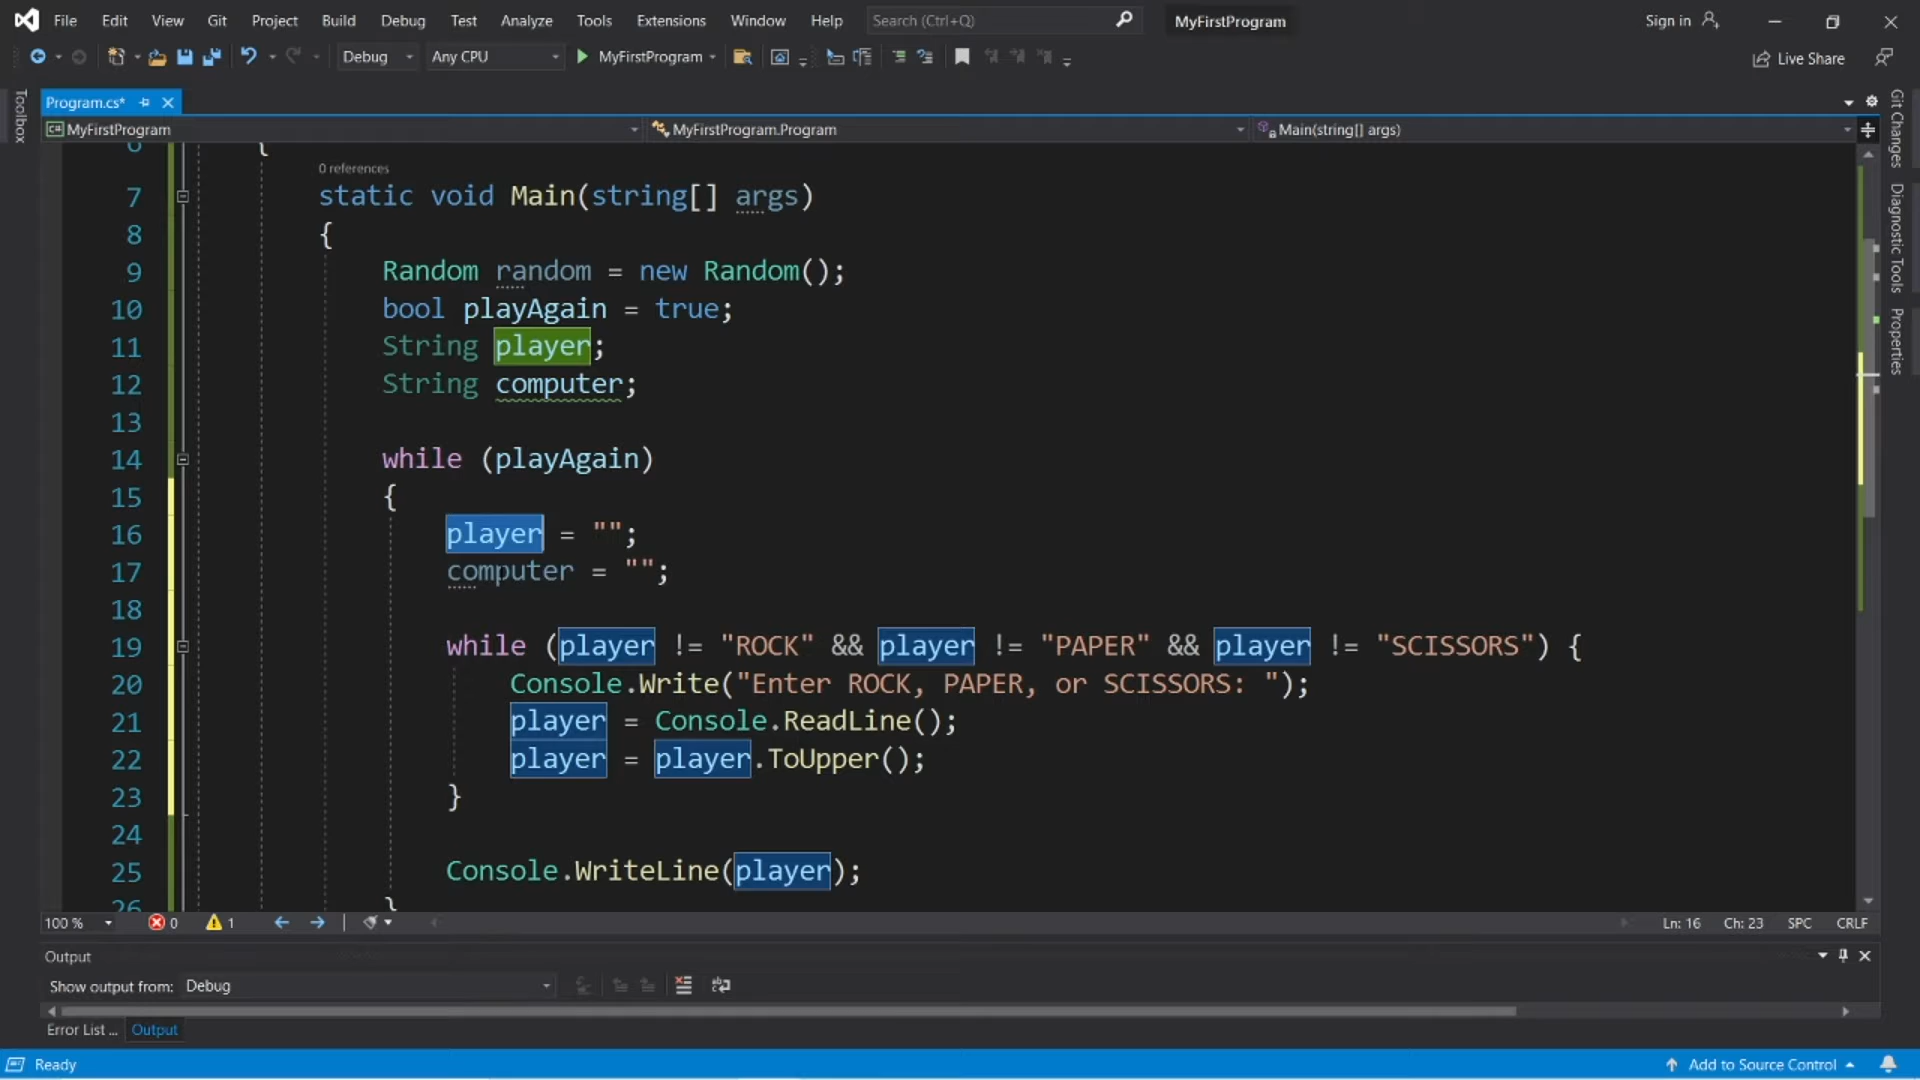 File Edit View Git Project Build Debug Test Analyze Tools Extensions Window Help Search (Ctrl+Q) MyFirstProgram Sign in
Debug Any CPU MyFirstProgram Live Share
Toolbox
Program.cs*
MyFirstProgram MyFirstProgram.Program Main(string[] args)
Git Changes
Diagnostic Tools
Properties
6 {
0 references
7 static void Main(string[] args)
8 {
9 Random random = new Random();
10 bool playAgain = true;
11 String player;
12 String computer;
13
14 while (playAgain)
15 {
16 player = "";
17 computer = "";
18
19 while (player != "ROCK" && player != "PAPER" && player != "SCISSORS") {
20 Console.Write("Enter ROCK, PAPER, or SCISSORS: ");
21 player = Console.ReadLine();
22 player = player.ToUpper();
23 }
24
25 Console.WriteLine(player);
26 }
100 % 0 1 Ln: 16 Ch: 23 SPC CRLF
Output
Show output from: Debug
Error List ... Output
Ready Add to Source Control